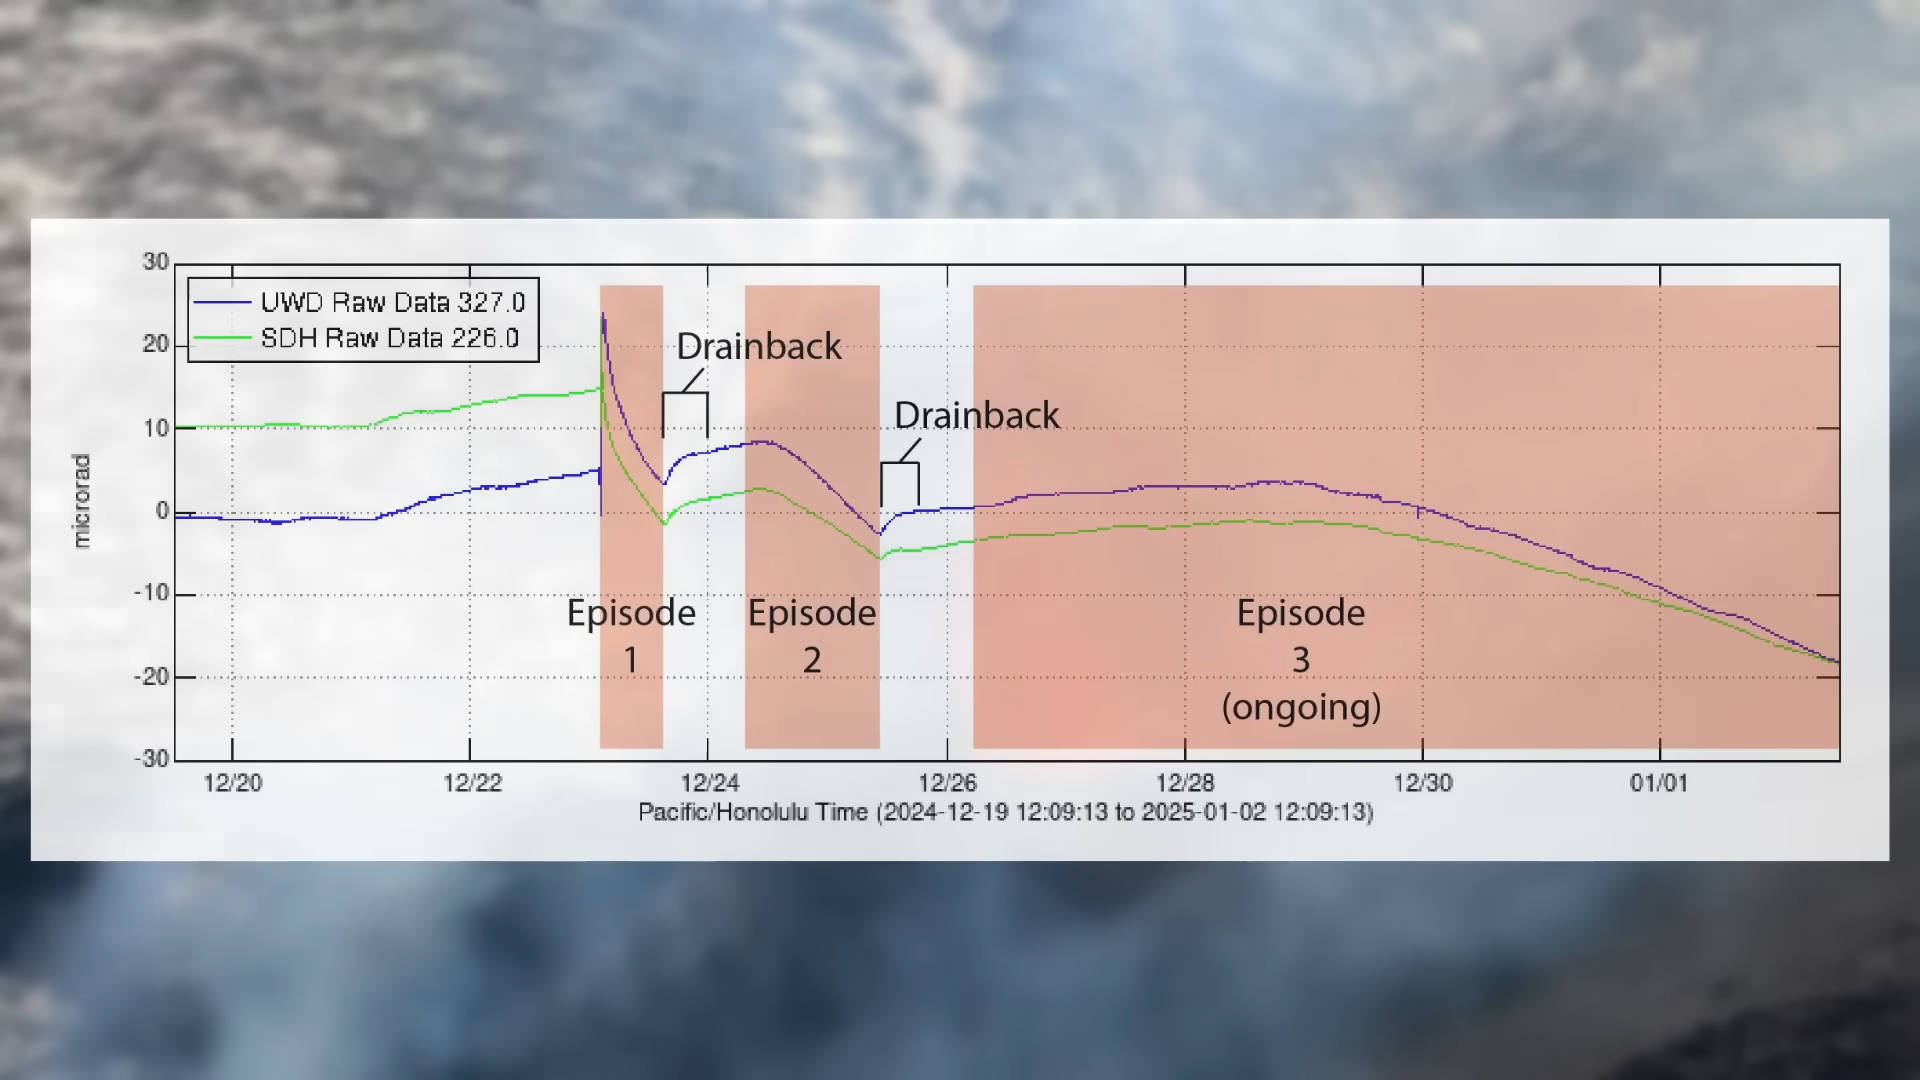 30
UWD Raw Data 327.0
SDH Raw Data 226.0
20
Drainback
Drainback
10
microrad
0
-10
Episode
1
Episode
2
Episode
3
(ongoing)
-20
-30
12/20 12/22 12/24 12/26 12/28 12/30 01/01
Pacific/Honolulu Time (2024-12-19 12:09:13 to 2025-01-02 12:09:13)